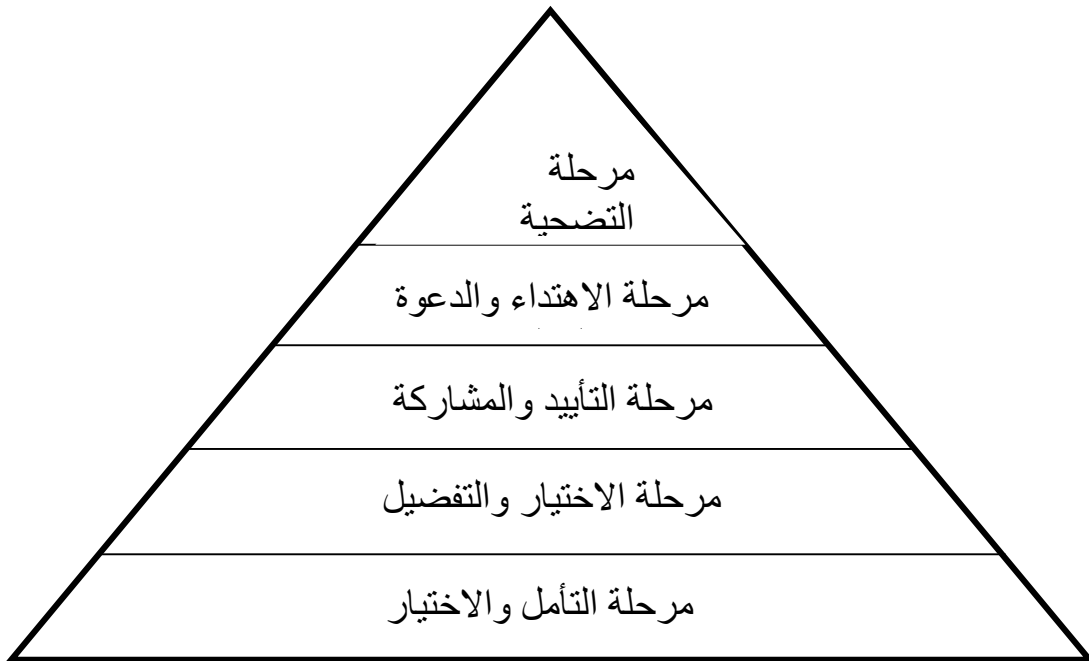 مرحلة
التضحية
مرحلة الاهتداء والدعوة
مرحلة التأييد والمشاركة
مرحلة الاختيار والتفضيل
مرحلة التأمل والاختيار